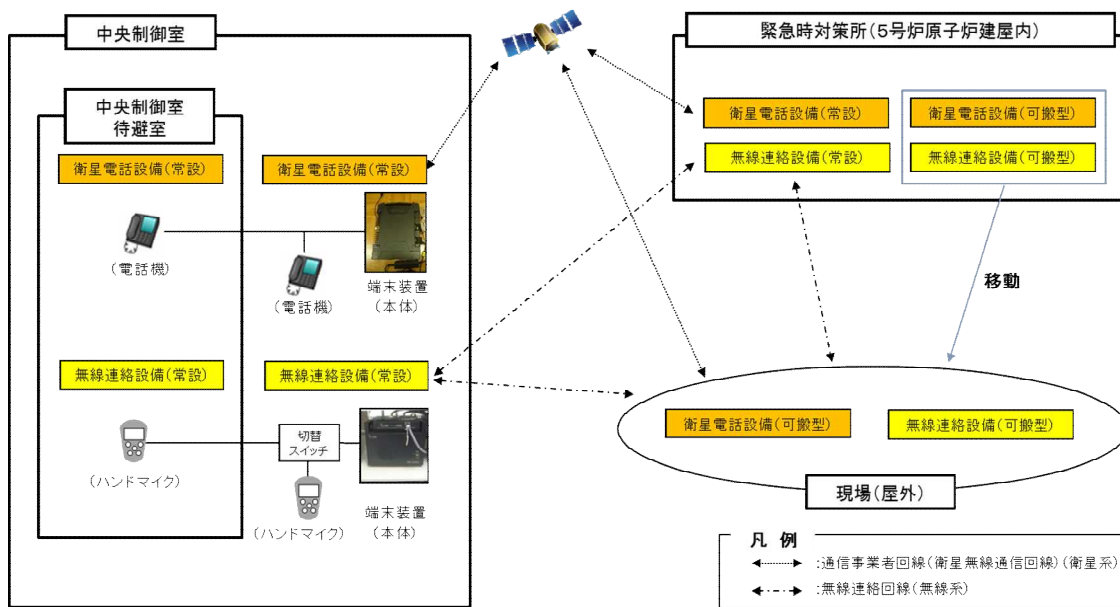 中央制御室
中央制御室
待避室
衛星電話設備(常設)
衛星電話設備(常設)
(電話機)
(電話機)
端末装置
(本体)
無線連絡設備(常設)
無線連絡設備(常設)
切替
スイッチ
(ハンドマイク)
(ハンドマイク)
端末装置
(本体)
緊急時対策所(5号炉原子炉建屋内)
衛星電話設備(常設)
衛星電話設備(可搬型)
無線連絡設備(常設)
無線連絡設備(可搬型)
移動
衛星電話設備(可搬型)
無線連絡設備(可搬型)
現場(屋外)
凡 例
:通信事業者回線(衛星無線通信回線)(衛星系)
:無線連絡回線(無線系)